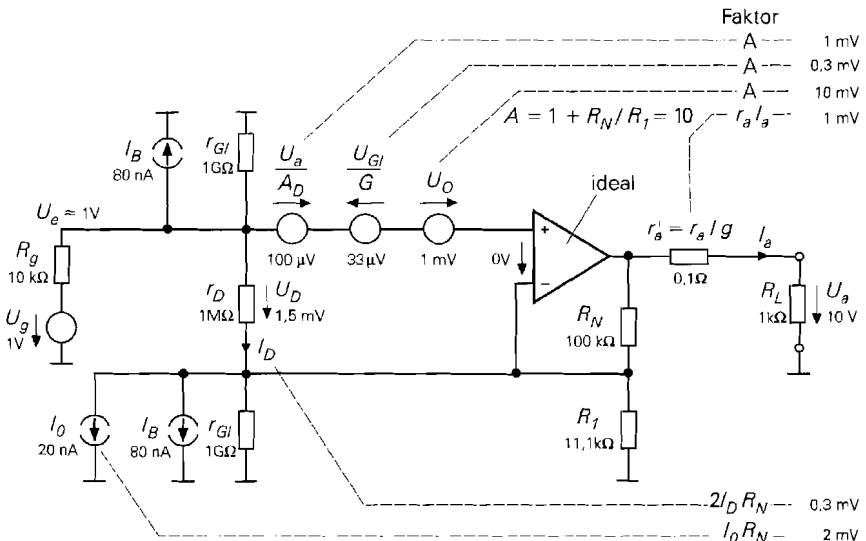 Faktor
A 1 mV
A 0,3 mV
A 10 mV
A = 1 + R_N / R_1 = 10 r_a I_a 1 mV
I_B
80 nA
r_Gl
1GΩ
U_a
A_D
U_Gl
G
U_O
ideal
U_e ≈ 1V
100 µV
33µV
1 mV
0V
+
−
r'_a = r_a / g
0,1Ω
I_a
R_g
10 kΩ
U_g
1V
r_D
1MΩ
U_D
1,5 mV
I_D
R_N
100 kΩ
R_L
1kΩ
U_a
10 V
I_0
20 nA
I_B
80 nA
r_Gl
1GΩ
R_1
11,1kΩ
2I_D R_N 0,3 mV
I_0 R_N 2 mV